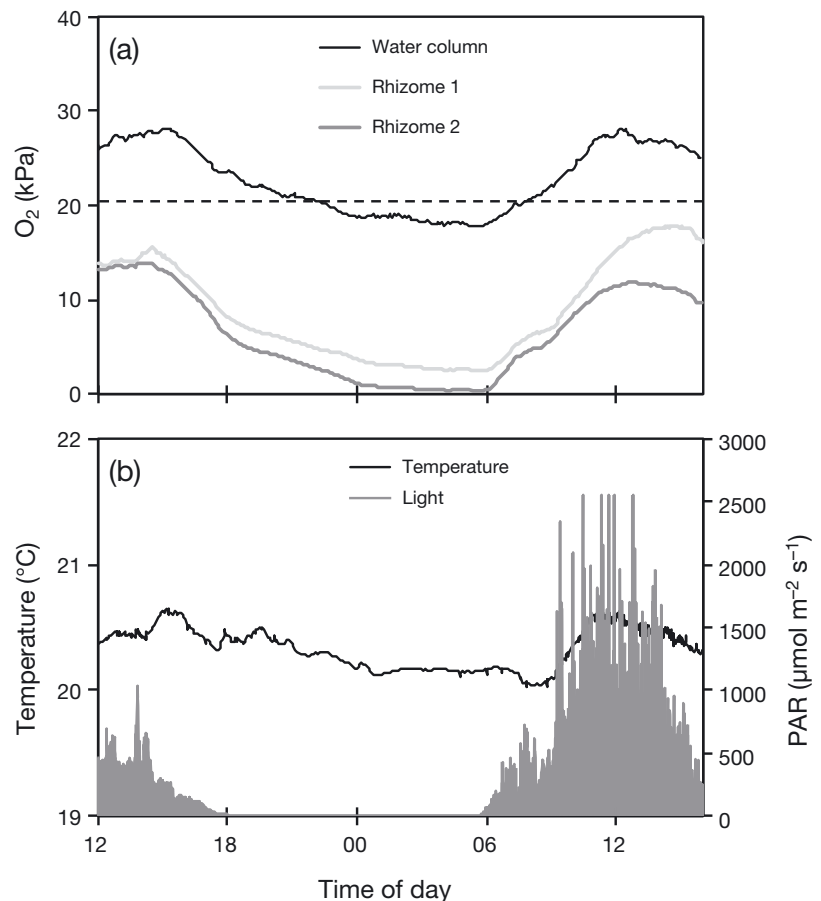 (a)
Water column
Rhizome 1
Rhizome 2
40
30
20
10
0
O₂ (kPa)
(b)
Temperature
Light
22
21
20
19
Temperature (°C)
3000
2500
2000
1500
1000
500
0
PAR (µmol m⁻² s⁻¹)
12 18 00 06 12
Time of day